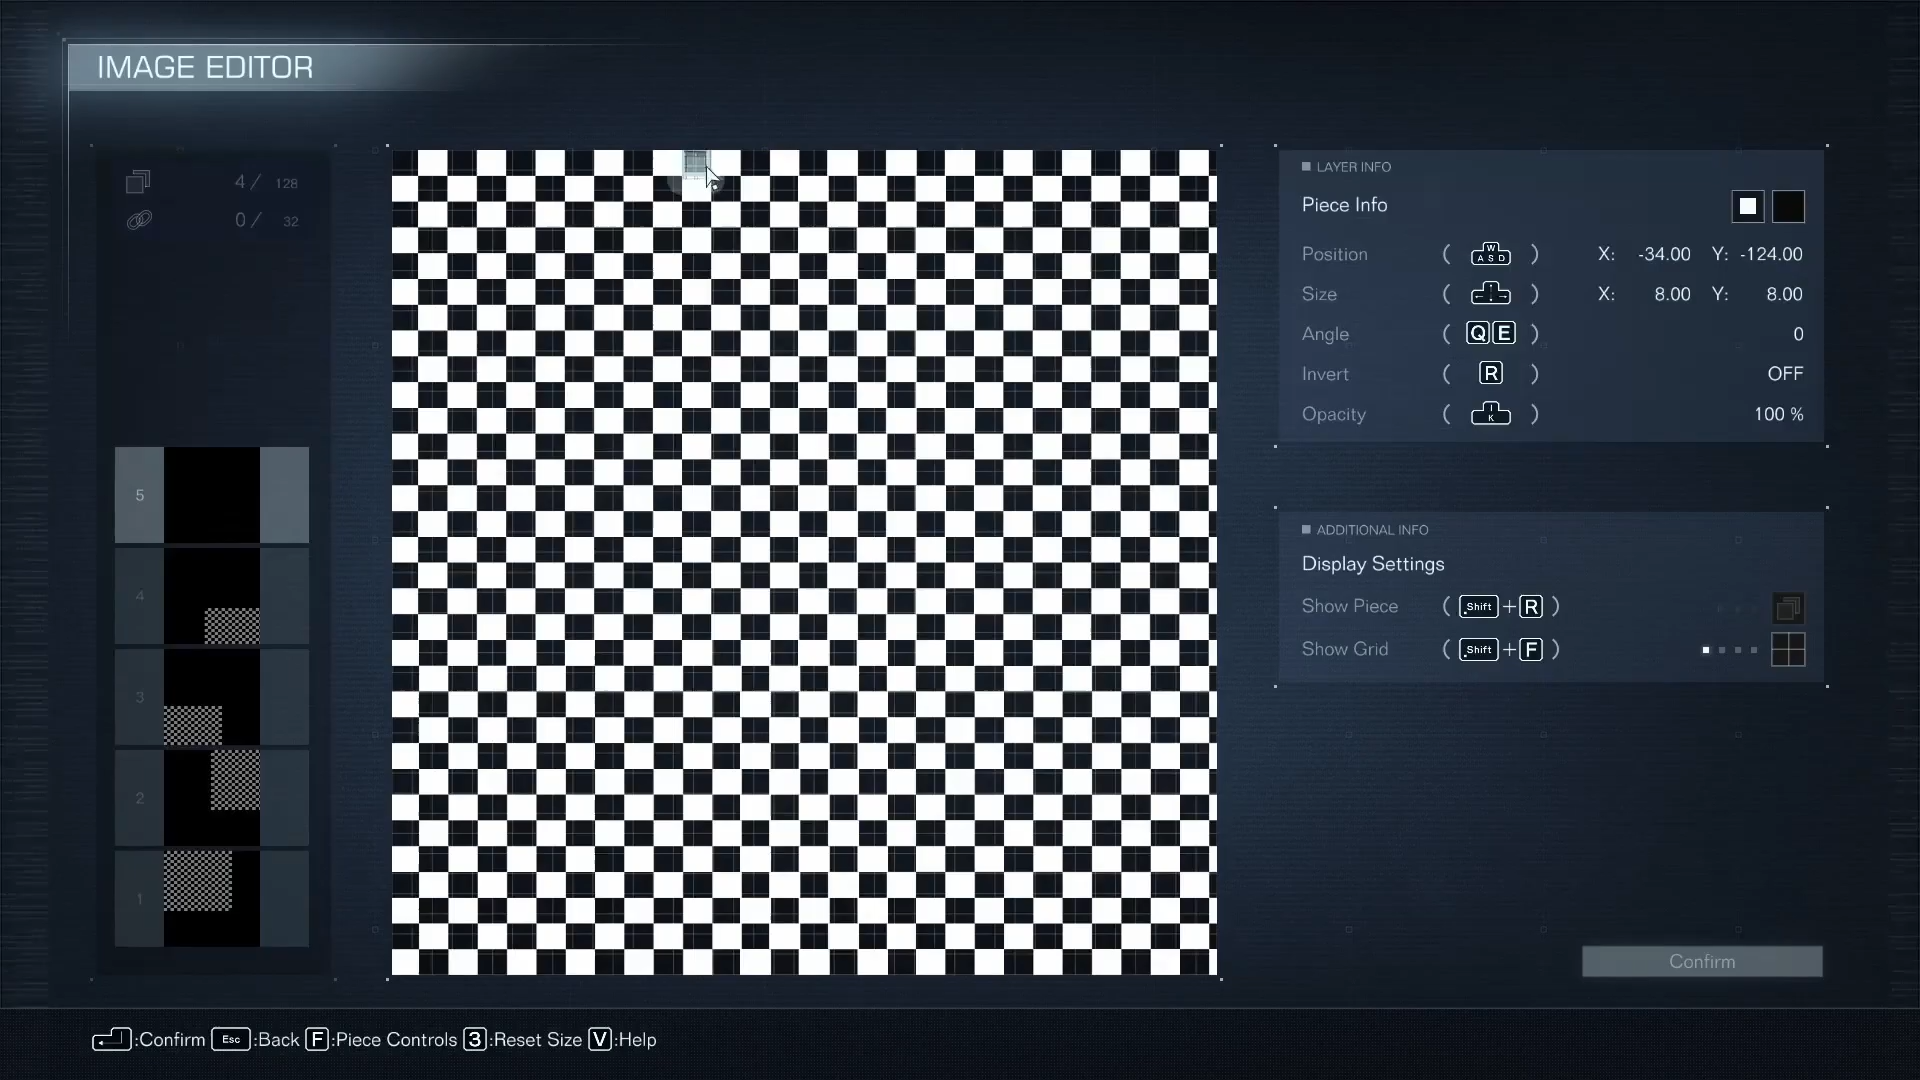 IMAGE EDITOR
4 / 128
0 / 32
5
4
3
2
1
LAYER INFO
Piece Info
Position ( W A S D ) X: -34.00 Y: -124.00
Size ( ← ↑ ↓ → ) X: 8.00 Y: 8.00
Angle ( Q E ) 0
Invert ( R ) OFF
Opacity ( I K ) 100 %
ADDITIONAL INFO
Display Settings
Show Piece ( Shift + R )
Show Grid ( Shift + F )
Confirm
:Confirm Esc :Back F :Piece Controls 3 :Reset Size V :Help